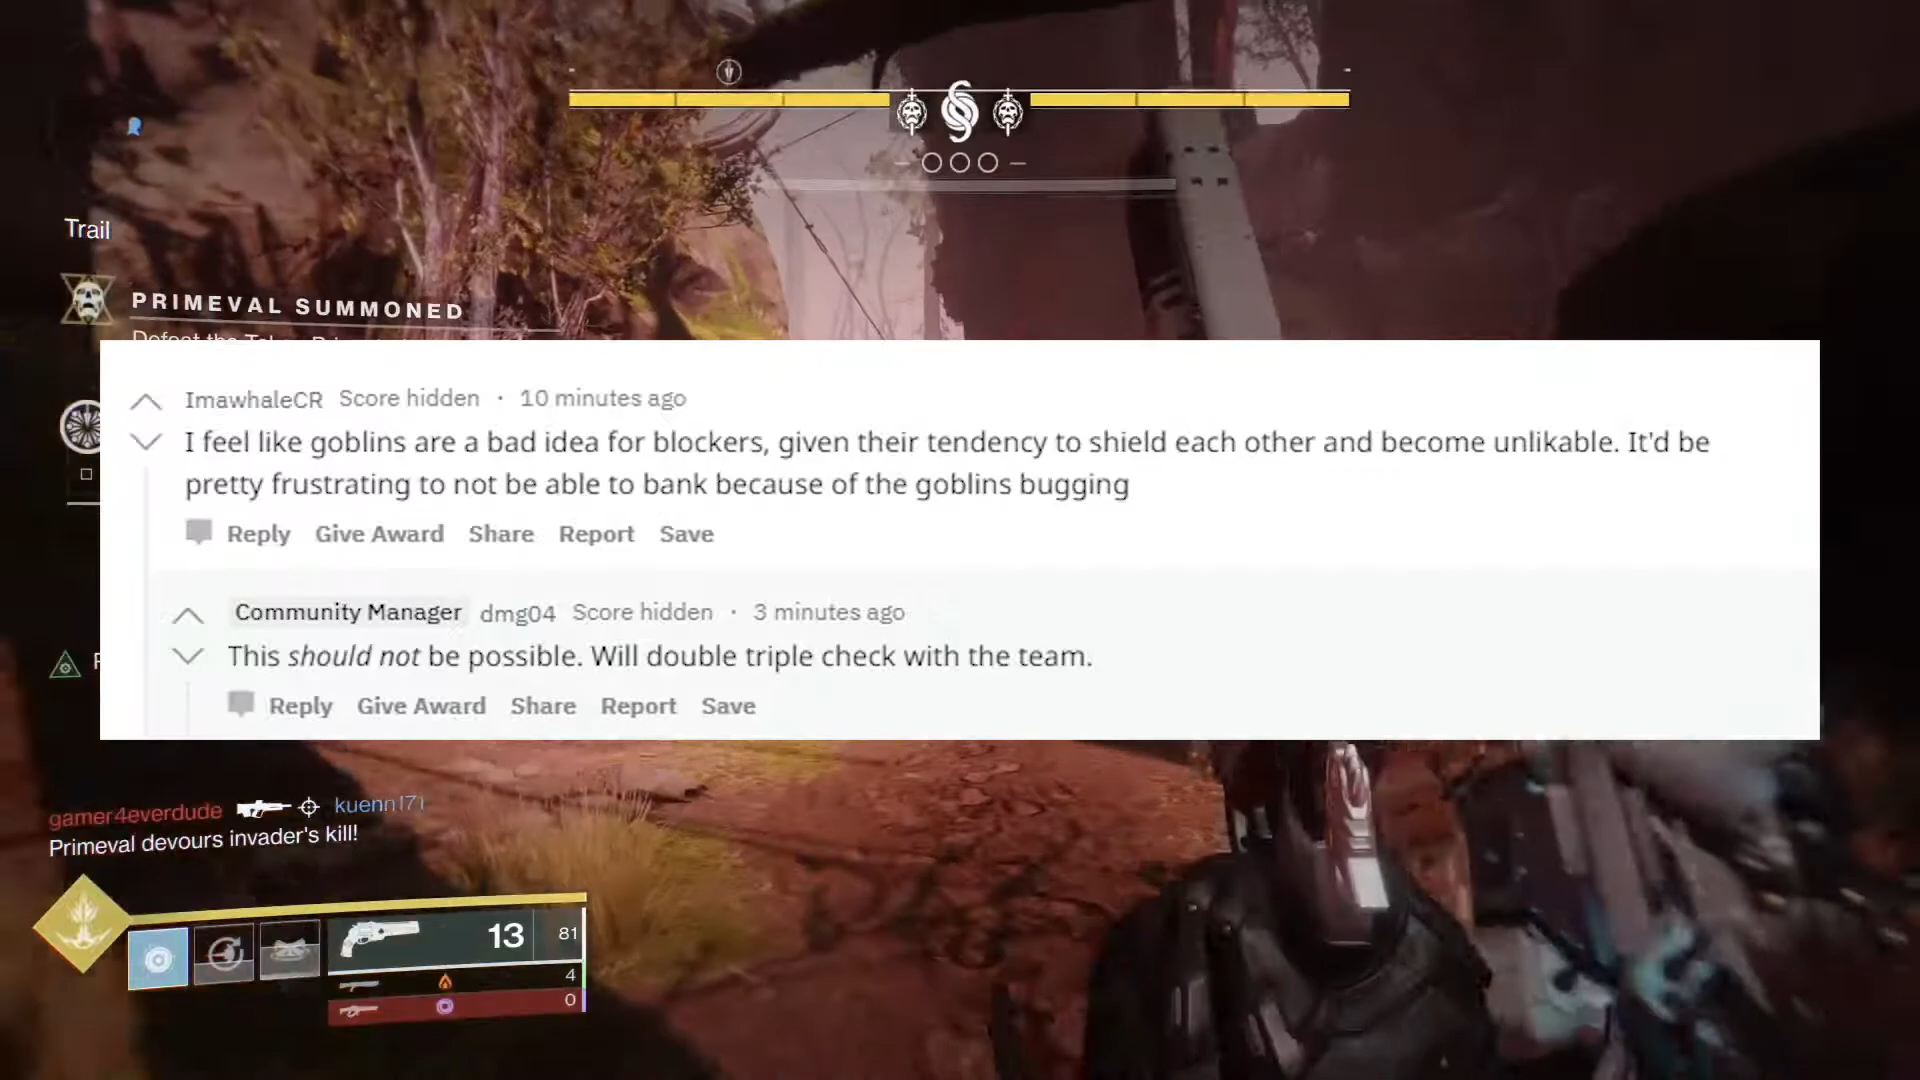 Trail
PRIMEVAL SUMMONED
ImawhaleCR Score hidden · 10 minutes ago
I feel like goblins are a bad idea for blockers, given their tendency to shield each other and become unlikable. It'd be
pretty frustrating to not be able to bank because of the goblins bugging
Reply Give Award Share Report Save
Community Manager dmg04 Score hidden · 3 minutes ago
This should not be possible. Will double triple check with the team.
Reply Give Award Share Report Save
gamer4everdude kuenn171
Primeval devours invader's kill!
13 81
4
0